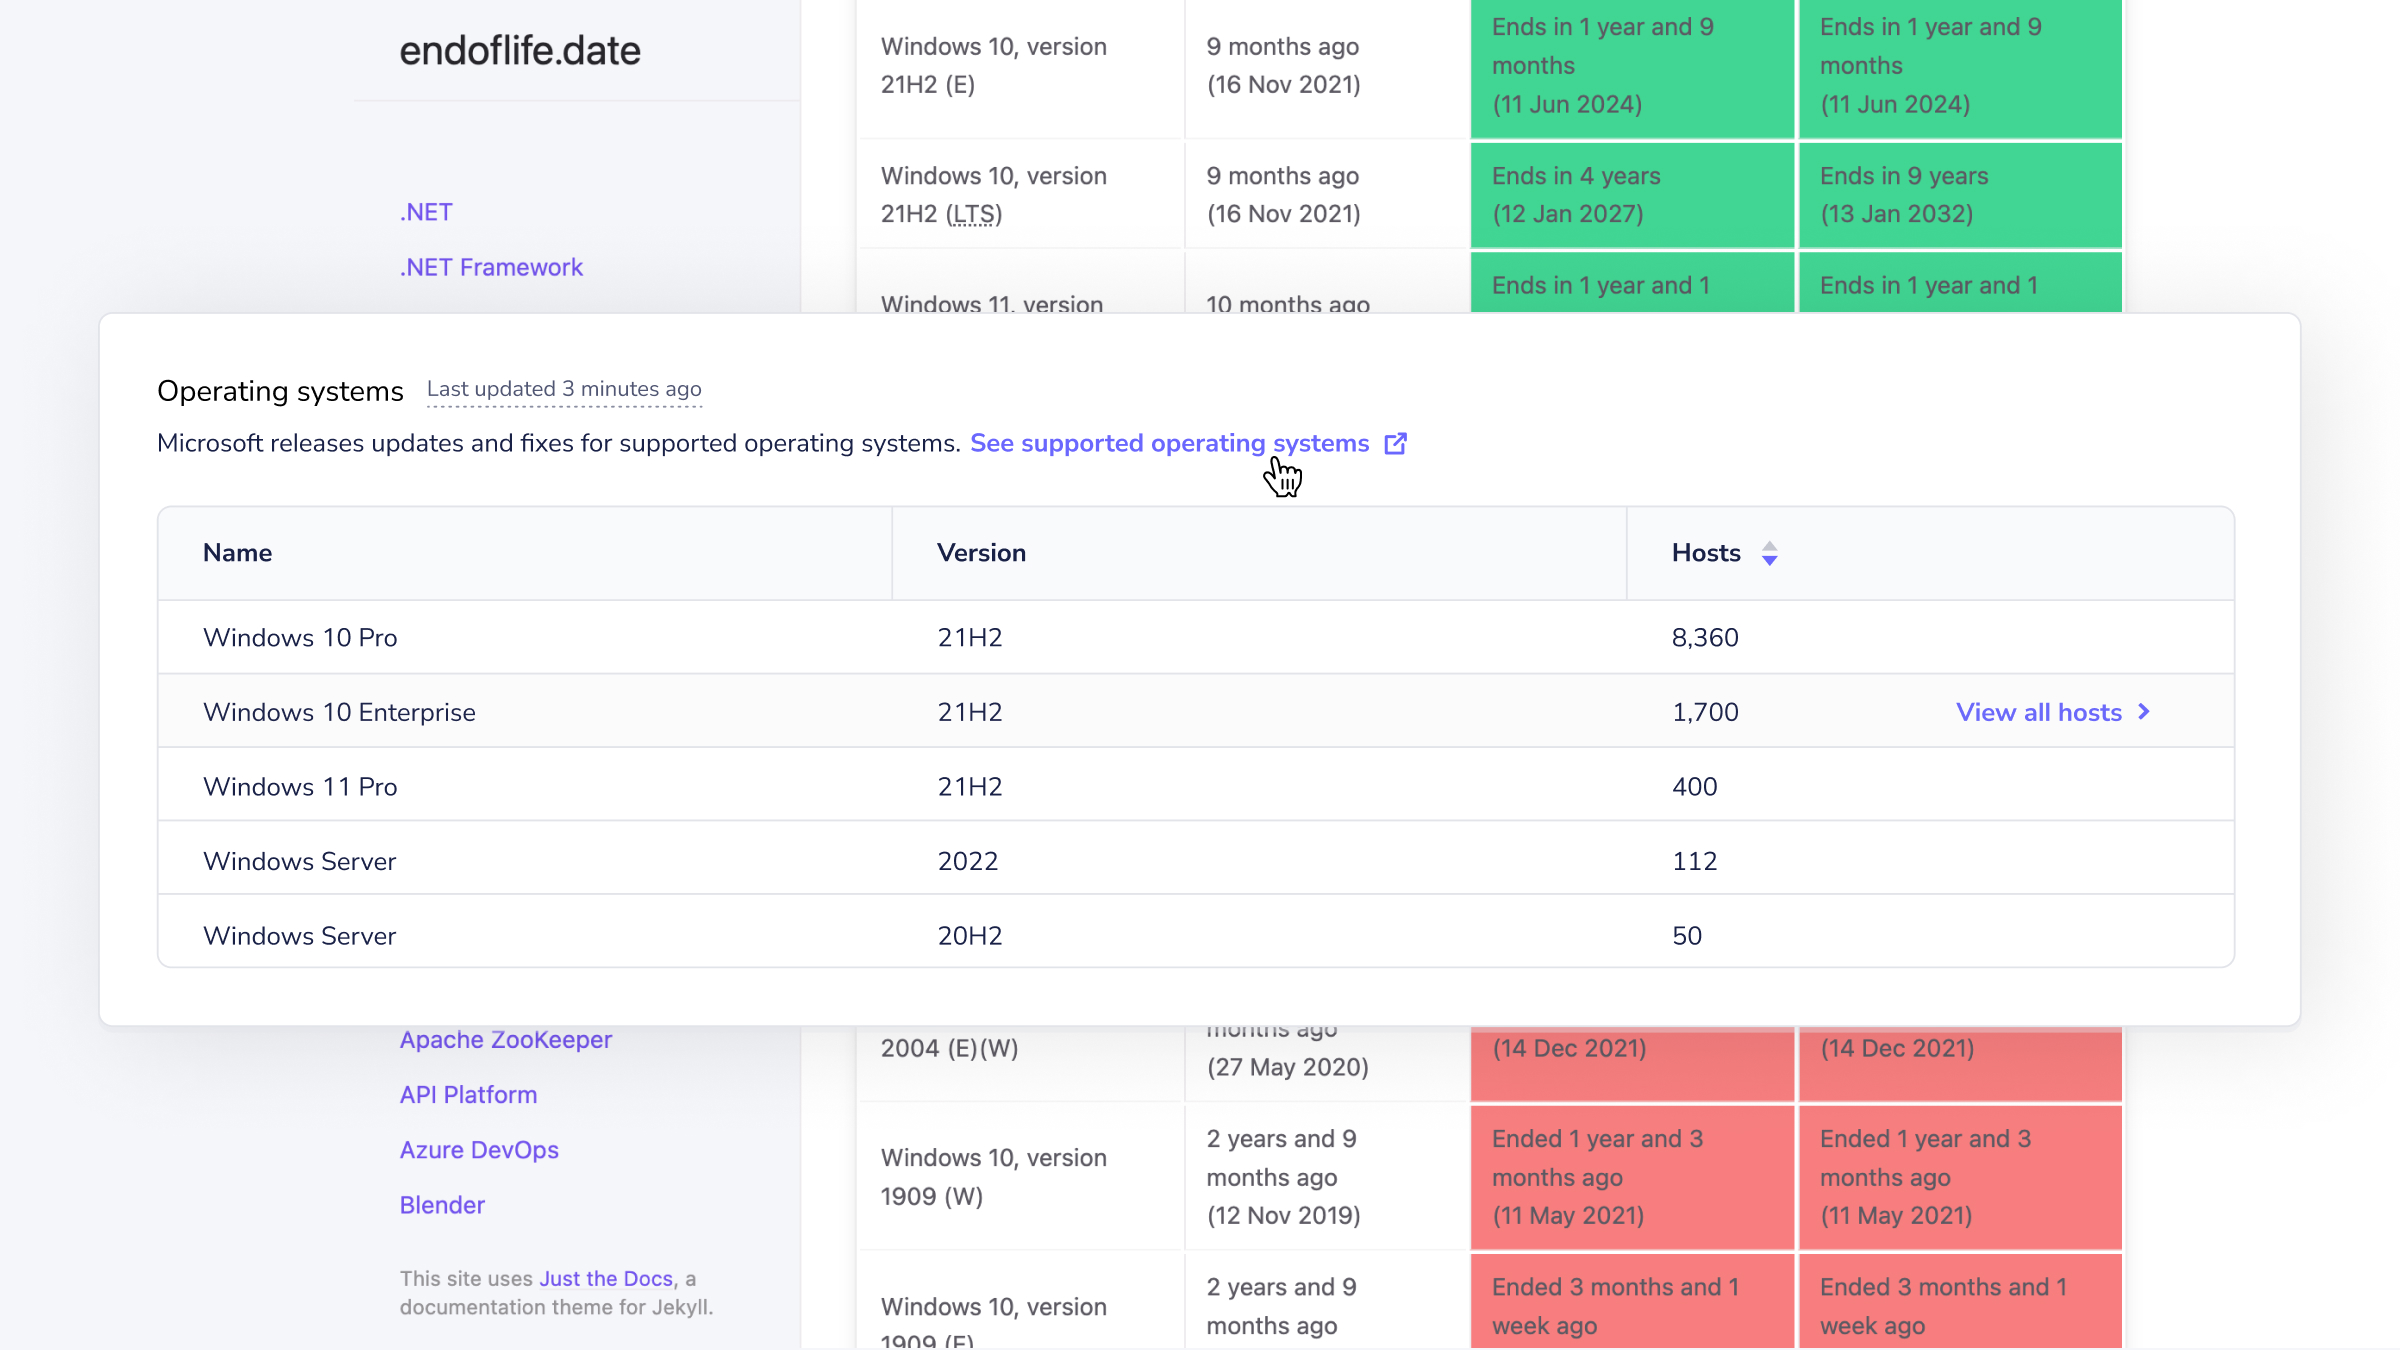 endoflife.date
.NET
.NET Framework
Windows 10, version
21H2 (E)
9 months ago
(16 Nov 2021)
Ends in 1 year and 9
months
(11 Jun 2024)
Ends in 1 year and 9
months
(11 Jun 2024)
Windows 10, version
21H2 (LTS)
9 months ago
(16 Nov 2021)
Ends in 4 years
(12 Jan 2027)
Ends in 9 years
(13 Jan 2032)
Windows 11, version
10 months ago
Ends in 1 year and 1
Ends in 1 year and 1
Operating systems Last updated 3 minutes ago
Microsoft releases updates and fixes for supported operating systems. See supported operating systems
Name Version Hosts
Windows 10 Pro 21H2 8,360
Windows 10 Enterprise 21H2 1,700 View all hosts
Windows 11 Pro 21H2 400
Windows Server 2022 112
Windows Server 20H2 50
Apache ZooKeeper
API Platform
Azure DevOps
Blender
This site uses Just the Docs, a
documentation theme for Jekyll.
2004 (E)(W)
months ago
(27 May 2020)
(14 Dec 2021)
(14 Dec 2021)
Windows 10, version
1909 (W)
2 years and 9
months ago
(12 Nov 2019)
Ended 1 year and 3
months ago
(11 May 2021)
Ended 1 year and 3
months ago
(11 May 2021)
Windows 10, version
1909 (E)
2 years and 9
months ago
Ended 3 months and 1
week ago
Ended 3 months and 1
week ago